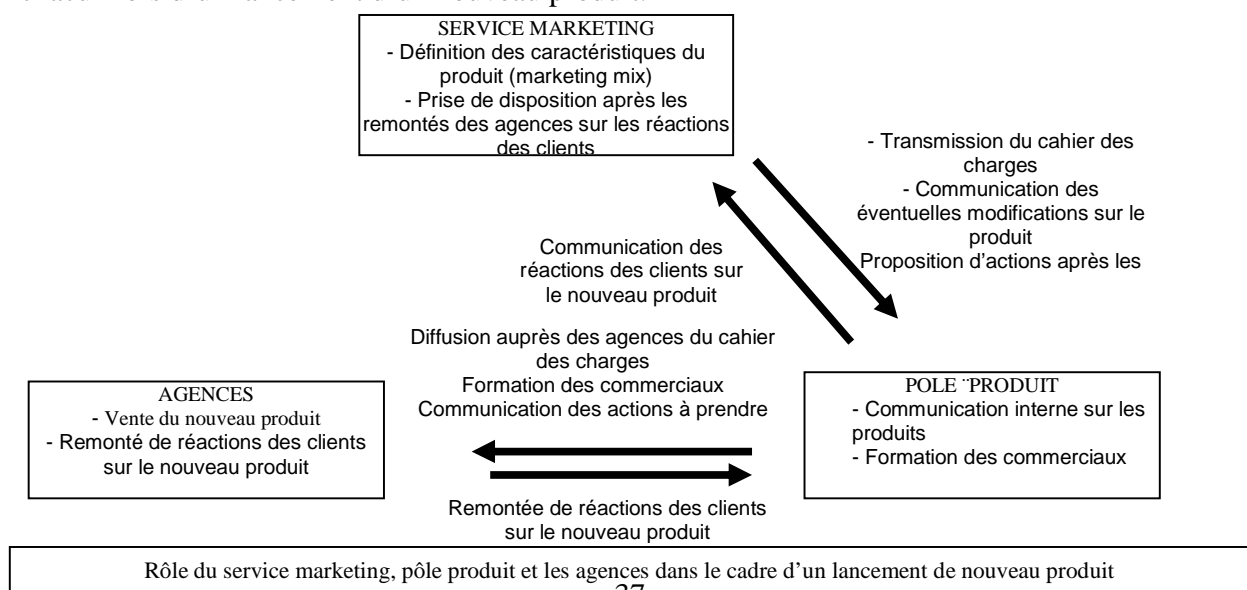 SERVICE MARKETING
- Définition des caractéristiques du
produit (marketing mix)
- Prise de disposition après les
remontés des agences sur les réactions
des clients
- Transmission du cahier des
charges
- Communication des
éventuelles modifications sur le
produit
Proposition d'actions après les
Communication des
réactions des clients sur
le nouveau produit
Diffusion auprès des agences du cahier
des charges
Formation des commerciaux
Communication des actions à prendre
AGENCES
- Vente du nouveau produit
- Remonté de réactions des clients
sur le nouveau produit
POLE ¨PRODUIT
- Communication interne sur les
produits
- Formation des commerciaux
Remontée de réactions des clients
sur le nouveau produit
Rôle du service marketing, pôle produit et les agences dans le cadre d'un lancement de nouveau produit